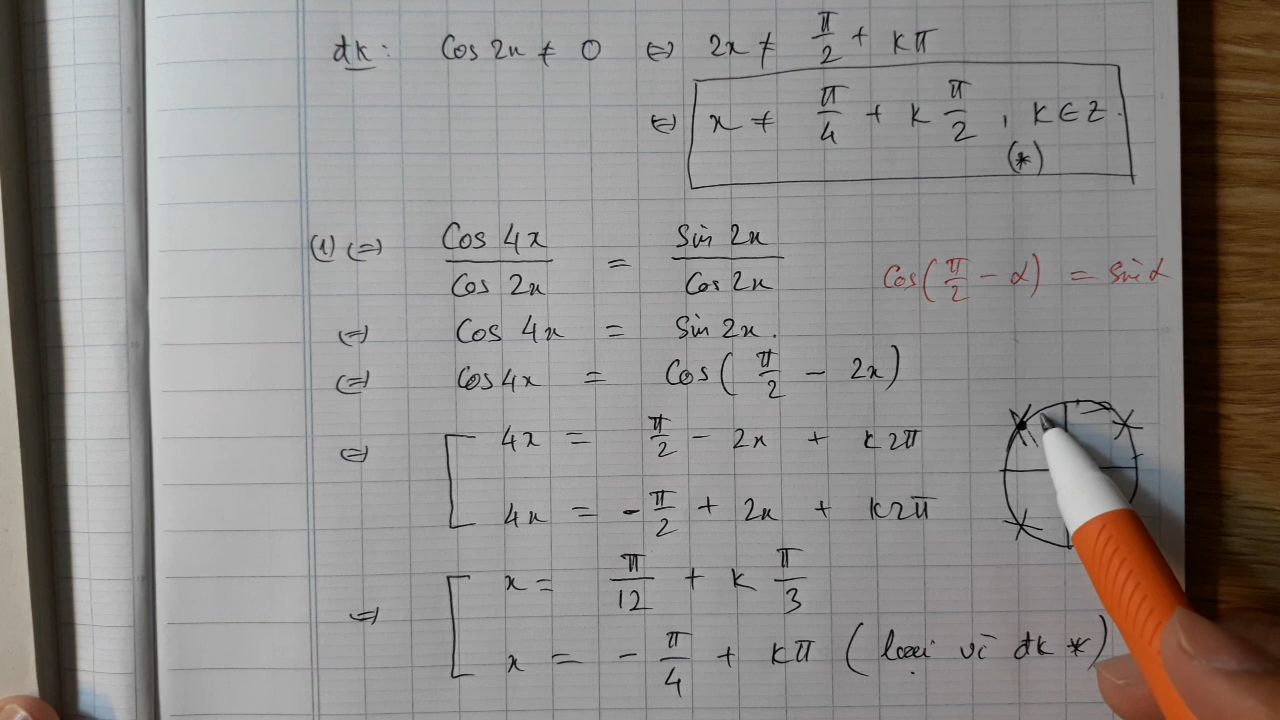 đk: Cos 2x ≠ 0 ⇔ 2x ≠ π/2 + kπ
⇔ x ≠ π/4 + k π/2 , k ∈ Z.
(*)
(1) ⇔ Cos 4x / Cos 2x = Sin 2x / Cos 2x
Cos(π/2 - α) = Sin α
⇔ Cos 4x = Sin 2x.
⇔ Cos 4x = Cos(π/2 - 2x)
⇔ [ 4x = π/2 - 2x + k2π
4x = -π/2 + 2x + k2π
⇔ [ x = π/12 + k π/3
x = - π/4 + kπ (loại vì đk *)